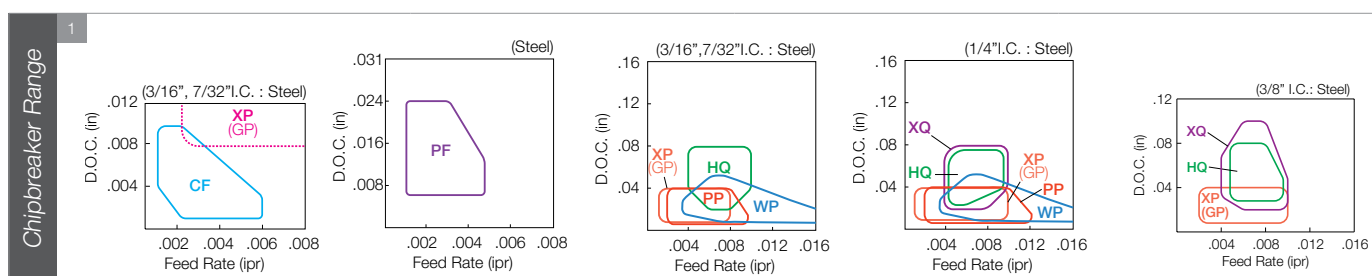 Chipbreaker Range
1
(3/16", 7/32"I.C. : Steel)
.012
.008
.004
D.O.C. (in)
XP
(GP)
CF
.002 .004 .006 .008
Feed Rate (ipr)
(Steel)
.031
.024
.016
.008
D.O.C. (in)
PF
.002 .004 .006 .008
Feed Rate (ipr)
(3/16",7/32"I.C. : Steel)
.16
.12
.08
.04
D.O.C. (in)
XP
(GP)
HQ
PP
WP
.004 .008 .012 .016
Feed Rate (ipr)
(1/4"I.C. : Steel)
.16
.12
.08
.04
D.O.C. (in)
XQ
HQ
XP
(GP)
PP
WP
.004 .008 .012 .016
Feed Rate (ipr)
(3/8" I.C.: Steel)
.12
.08
.04
D.O.C. (in)
XQ
HQ
XP
(GP)
.004 .008 .012 .016
Feed Rate (ipr)